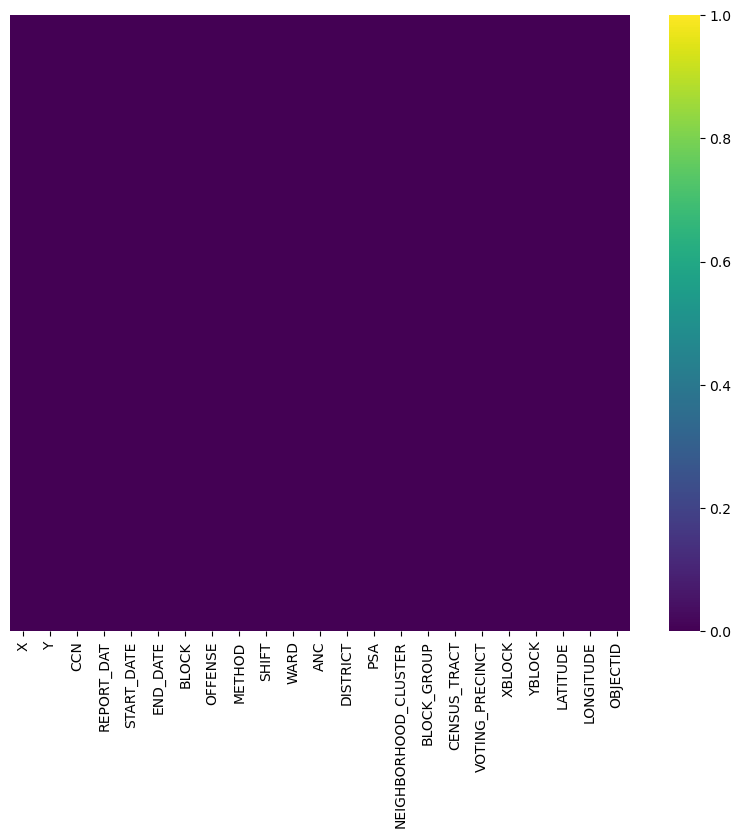 1.0
0.8
0.6
0.4
0.2
0.0
X
Y
CCN
REPORT_DAT
START_DATE
END_DATE
BLOCK
OFFENSE
METHOD
SHIFT
WARD
ANC
DISTRICT
PSA
NEIGHBORHOOD_CLUSTER
BLOCK_GROUP
CENSUS_TRACT
VOTING_PRECINCT
XBLOCK
YBLOCK
LATITUDE
LONGITUDE
OBJECTID